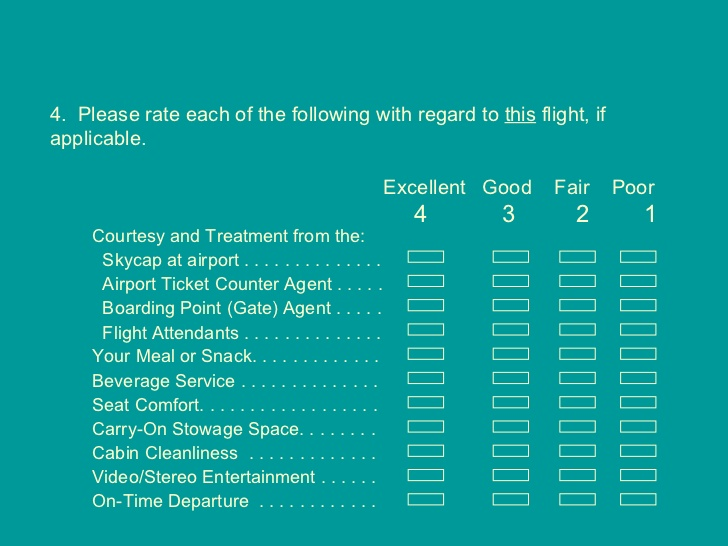 4.  Please rate each of the following with regard to this flight, if
applicable.
Excellent Good Fair Poor
4 3 2 1
Courtesy and Treatment from the:
Skycap at airport . . . . . . . . . . . . . .
Airport Ticket Counter Agent . . . . .
Boarding Point (Gate) Agent . . . . .
Flight Attendants . . . . . . . . . . . . . .
Your Meal or Snack. . . . . . . . . . . . .
Beverage Service . . . . . . . . . . . . . .
Seat Comfort. . . . . . . . . . . . . . . . . .
Carry-On Stowage Space. . . . . . . .
Cabin Cleanliness  . . . . . . . . . . . . .
Video/Stereo Entertainment . . . . . .
On-Time Departure  . . . . . . . . . . . .